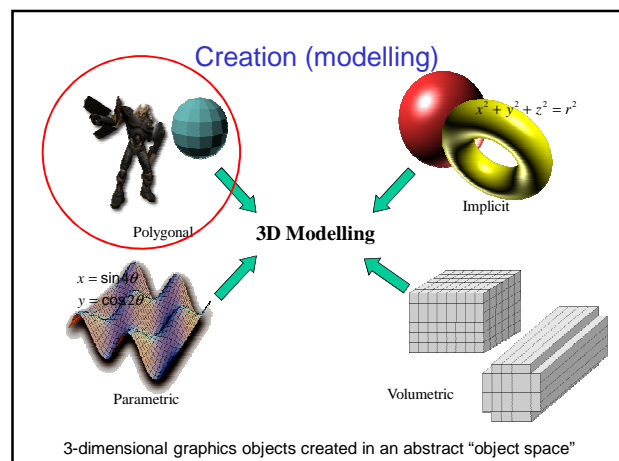 Creation (modelling)
x² + y² + z² = r²
Polygonal
Implicit
3D Modelling
x = sin4θ
y = cos2θ
Parametric
Volumetric
3-dimensional graphics objects created in an abstract “object space”